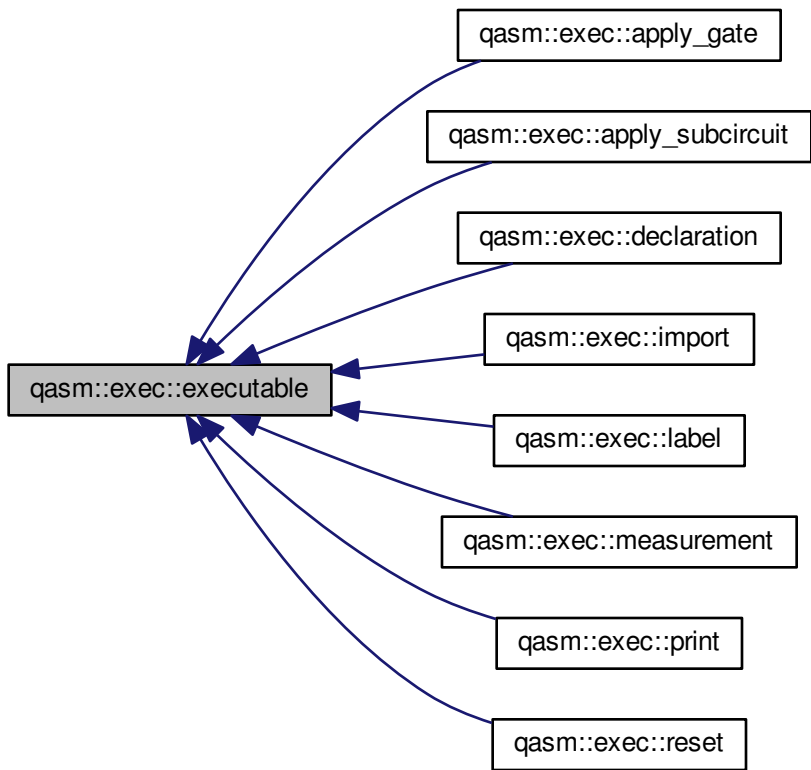 qasm::exec::apply_gate
qasm::exec::apply_subcircuit
qasm::exec::declaration
qasm::exec::import
qasm::exec::executable
qasm::exec::label
qasm::exec::measurement
qasm::exec::print
qasm::exec::reset